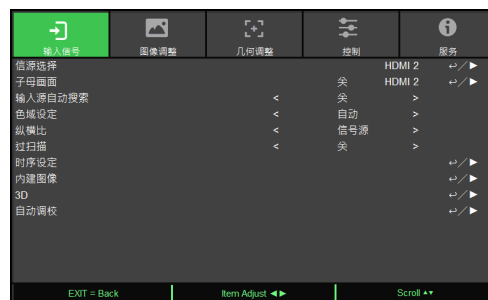 输入信号 图像调整 几何调整 控制 服务
信源选择 HDMI 2 ↩/▶
子母画面 关 HDMI 2 ↩/▶
输入源自动搜索 < 关 >
色域设定 < 自动 >
纵横比 < 信号源 >
过扫描 < 关 >
时序设定 ↩/▶
内建图像 ↩/▶
3D ↩/▶
自动调校 ↩/▶
EXIT = Back Item Adjust ◀▶ Scroll ▲▼